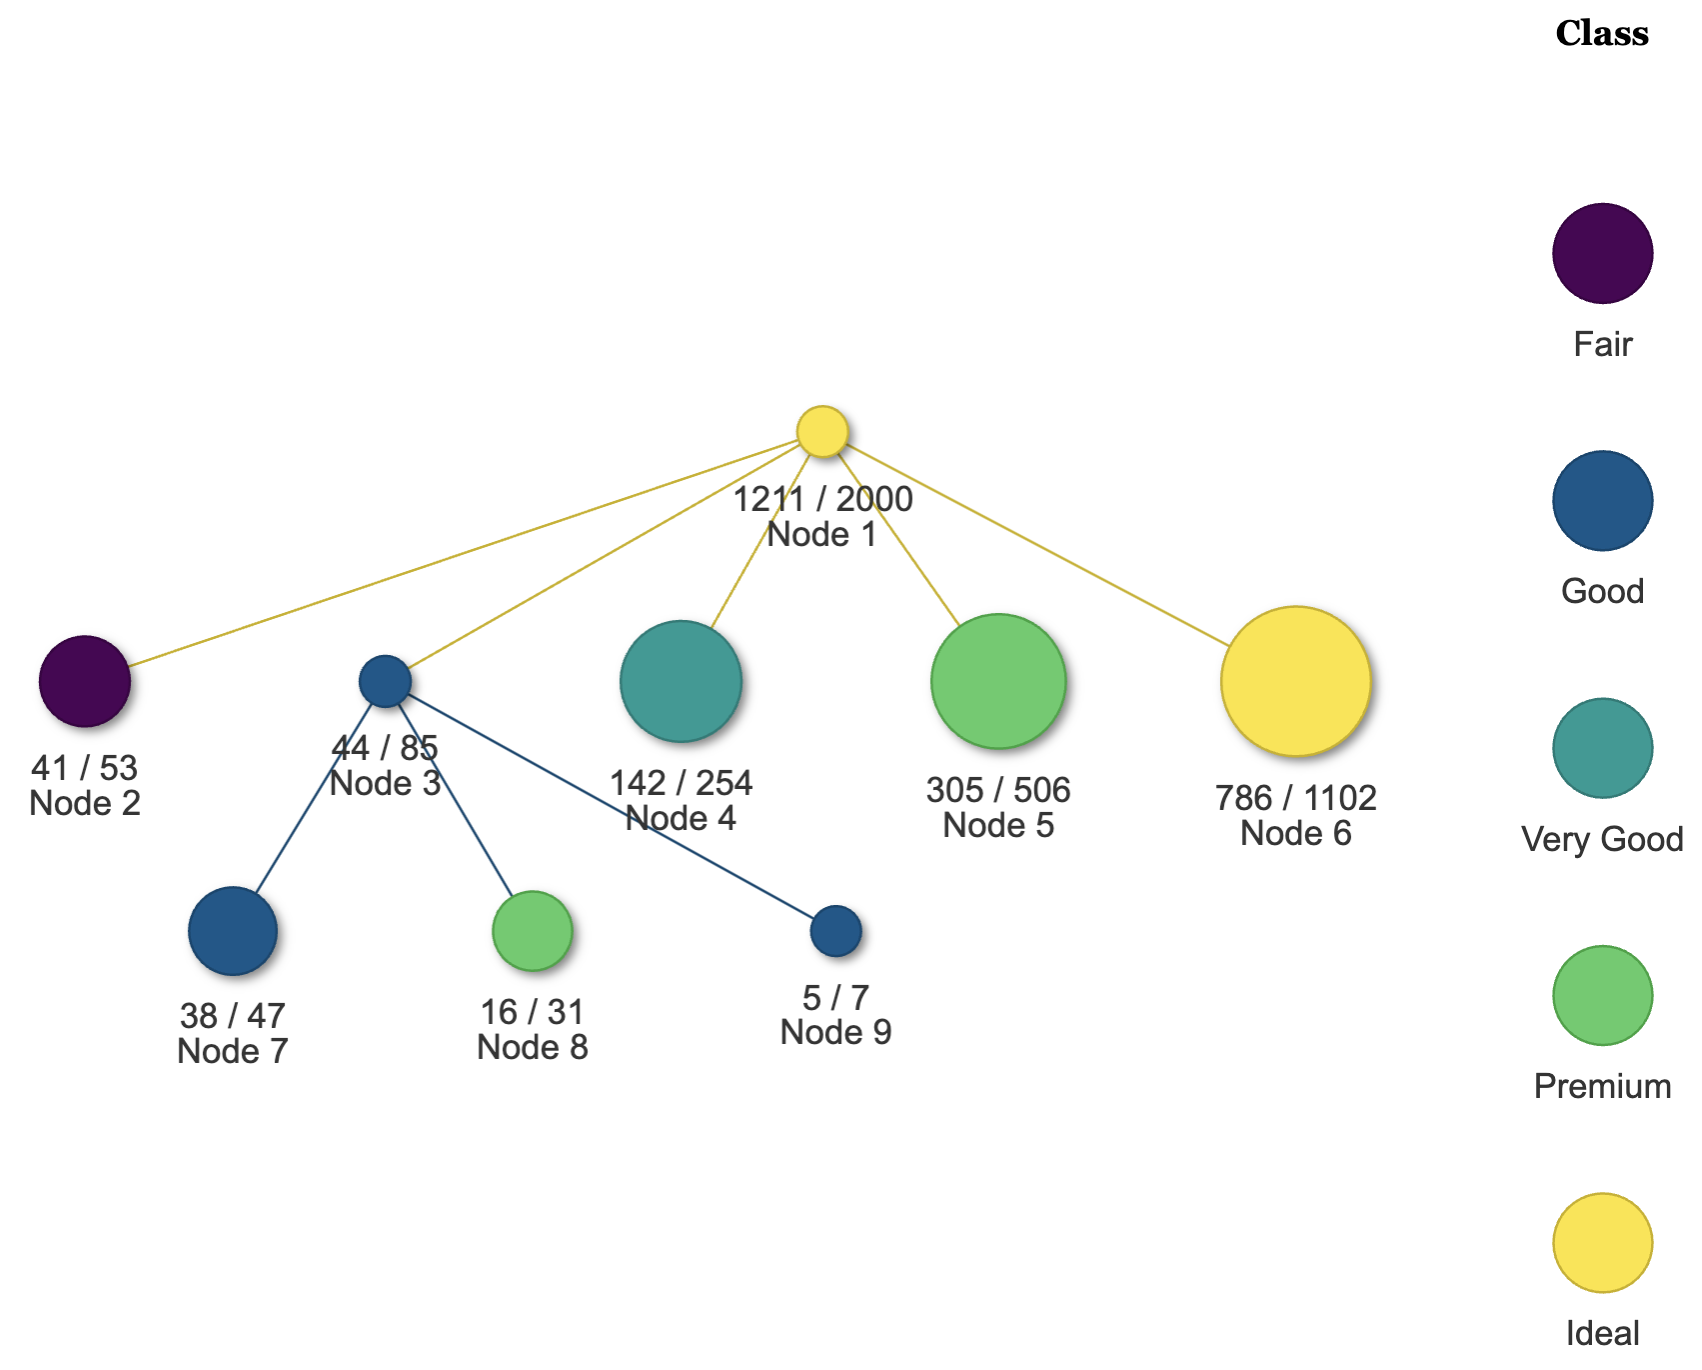 Class
Fair
Good
1211 / 2000
Node 1
41 / 53
Node 2
44 / 85
Node 3
142 / 254
Node 4
305 / 506
Node 5
786 / 1102
Node 6
Very Good
38 / 47
Node 7
16 / 31
Node 8
5 / 7
Node 9
Premium
Ideal